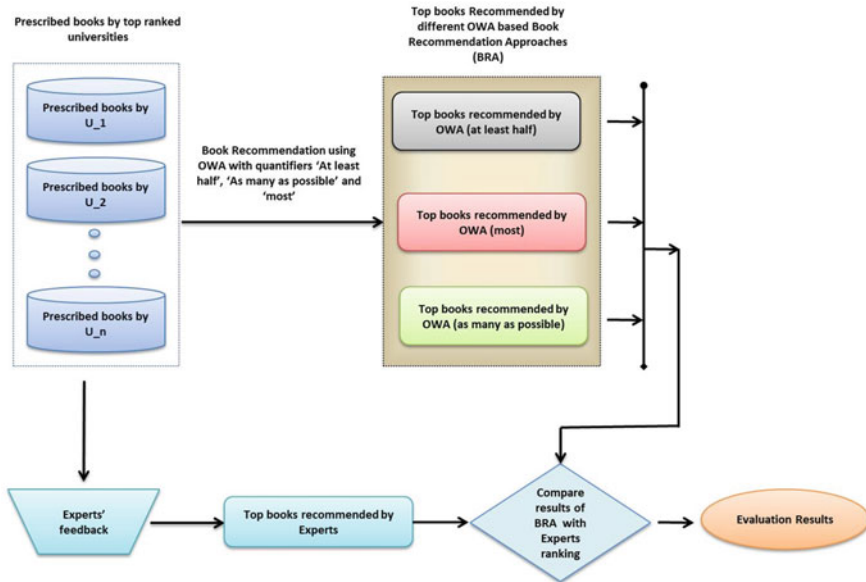 Prescribed books by top ranked
universities
Prescribed books by
U_1
Prescribed books by
U_2
Prescribed books by
U_n
Book Recommendation using
OWA with quantifiers ‘At least
half’, ‘As many as possible’ and
‘most’
Top books Recommended by
different OWA based Book
Recommendation Approaches
(BRA)
Top books recommended by
OWA (at least half)
Top books recommended by
OWA (most)
Top books recommended by
OWA (as many as possible)
Experts’
feedback
Top books recommended by
Experts
Compare
results of
BRA with
Experts
ranking
Evaluation Results